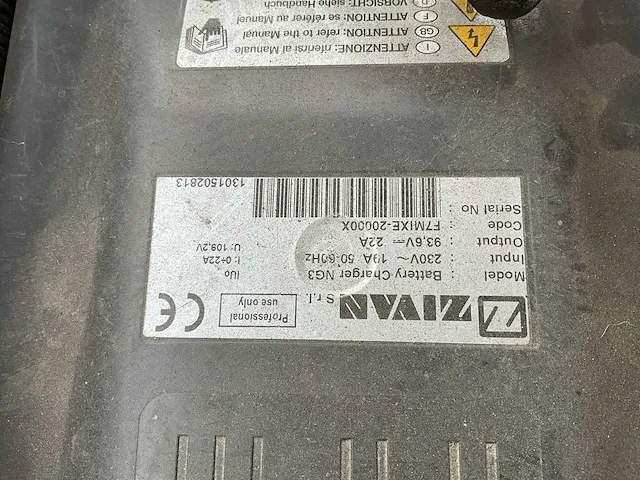 ZIVAN S.r.l.
Professional use only
CE
Model : Battery Charger NG3
IUo
Input : 230V~ 19A 50-60Hz
I: 0÷22A
Output : 93,6V⎓ 22A
U: 109,2V
Code : F7MIXE-20000X
Serial No :
1301502813
I ATTENZIONE: riferirsi al Manuale
GB ATTENTION: refer to the Manual
F ATTENTION: se référer au Manuel
D VORSICHT: siehe Handbuch